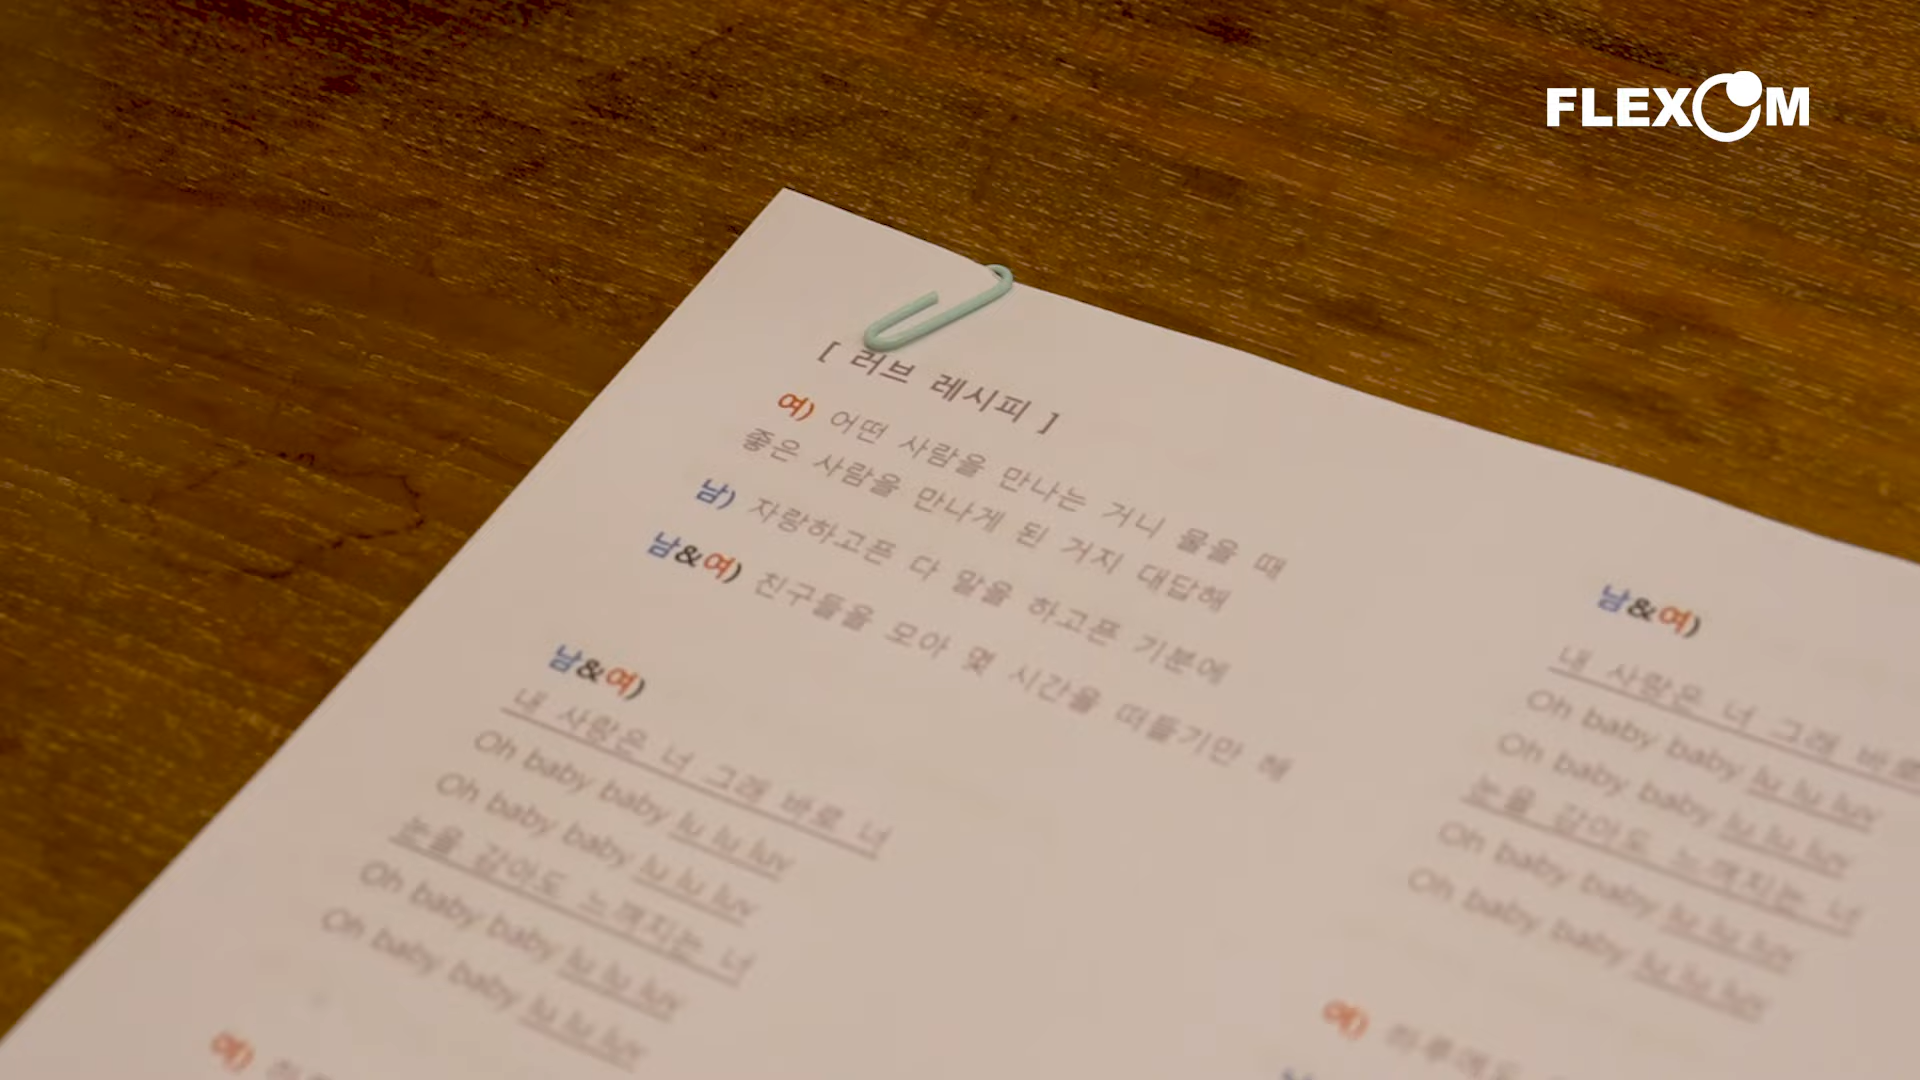 FLEXOM
[ 러브 레시피 ]
여) 어떤 사람을 만나는 거니 물을 때
좋은 사람을 만나게 된 거지 대답해
남) 자랑하고픈 다 말을 하고픈 기분에
남&여) 친구들을 모아 몇 시간을 떠들기만 해
남&여)
내 사랑은 너 그래 바로 너
Oh baby baby lu lu luv
Oh baby baby lu lu luv
눈을 감아도 느껴지는 너
Oh baby baby lu lu luv
Oh baby baby lu lu luv
여)
남&여)
내 사랑은 너 그래 바로
Oh baby baby lu lu luv
Oh baby baby lu lu luv
눈을 감아도 느껴지는 너
Oh baby baby lu lu luv
Oh baby baby lu lu luv
여) 하루에도